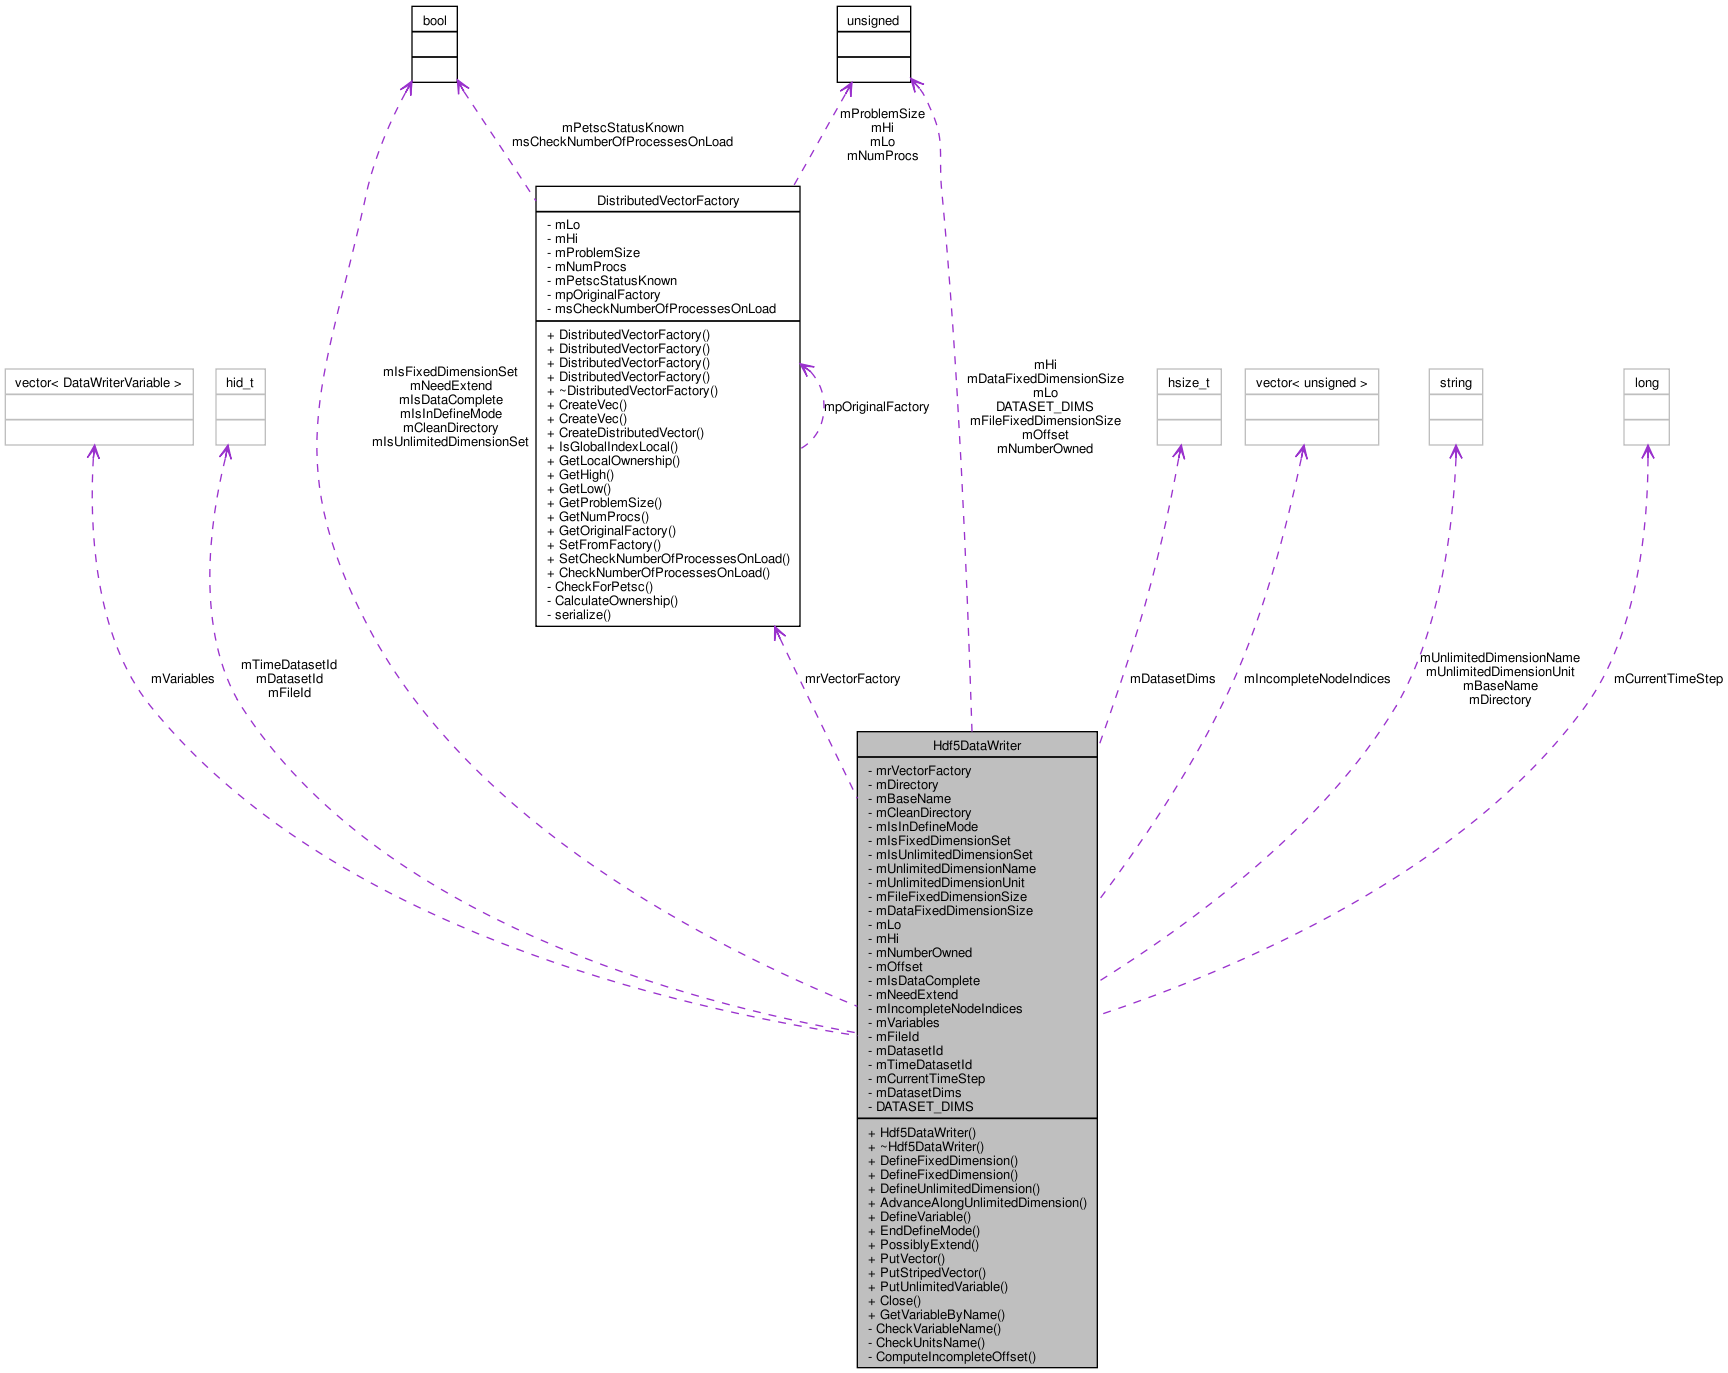 bool
unsigned
mPetscStatusKnown
msCheckNumberOfProcessesOnLoad
mProblemSize
mHi
mLo
mNumProcs
DistributedVectorFactory
- mLo
- mHi
- mProblemSize
- mNumProcs
- mPetscStatusKnown
- mpOriginalFactory
- msCheckNumberOfProcessesOnLoad
+ DistributedVectorFactory()
+ DistributedVectorFactory()
+ DistributedVectorFactory()
+ DistributedVectorFactory()
+ ~DistributedVectorFactory()
+ CreateVec()
+ CreateVec()
+ CreateDistributedVector()
+ IsGlobalIndexLocal()
+ GetLocalOwnership()
+ GetHigh()
+ GetLow()
+ GetProblemSize()
+ GetNumProcs()
+ GetOriginalFactory()
+ SetFromFactory()
+ SetCheckNumberOfProcessesOnLoad()
+ CheckNumberOfProcessesOnLoad()
- CheckForPetsc()
- CalculateOwnership()
- serialize()
mpOriginalFactory
vector< DataWriterVariable >
hid_t
mIsFixedDimensionSet
mNeedExtend
mIsDataComplete
mIsInDefineMode
mCleanDirectory
mIsUnlimitedDimensionSet
mHi
mDataFixedDimensionSize
mLo
DATASET_DIMS
mFileFixedDimensionSize
mOffset
mNumberOwned
hsize_t
vector< unsigned >
string
long
mVariables
mTimeDatasetId
mDatasetId
mFileId
mrVectorFactory
mDatasetDims
mIncompleteNodeIndices
mUnlimitedDimensionName
mUnlimitedDimensionUnit
mBaseName
mDirectory
mCurrentTimeStep
Hdf5DataWriter
- mrVectorFactory
- mDirectory
- mBaseName
- mCleanDirectory
- mIsInDefineMode
- mIsFixedDimensionSet
- mIsUnlimitedDimensionSet
- mUnlimitedDimensionName
- mUnlimitedDimensionUnit
- mFileFixedDimensionSize
- mDataFixedDimensionSize
- mLo
- mHi
- mNumberOwned
- mOffset
- mIsDataComplete
- mNeedExtend
- mIncompleteNodeIndices
- mVariables
- mFileId
- mDatasetId
- mTimeDatasetId
- mCurrentTimeStep
- mDatasetDims
- DATASET_DIMS
+ Hdf5DataWriter()
+ ~Hdf5DataWriter()
+ DefineFixedDimension()
+ DefineFixedDimension()
+ DefineUnlimitedDimension()
+ AdvanceAlongUnlimitedDimension()
+ DefineVariable()
+ EndDefineMode()
+ PossiblyExtend()
+ PutVector()
+ PutStripedVector()
+ PutUnlimitedVariable()
+ Close()
+ GetVariableByName()
- CheckVariableName()
- CheckUnitsName()
- ComputeIncompleteOffset()